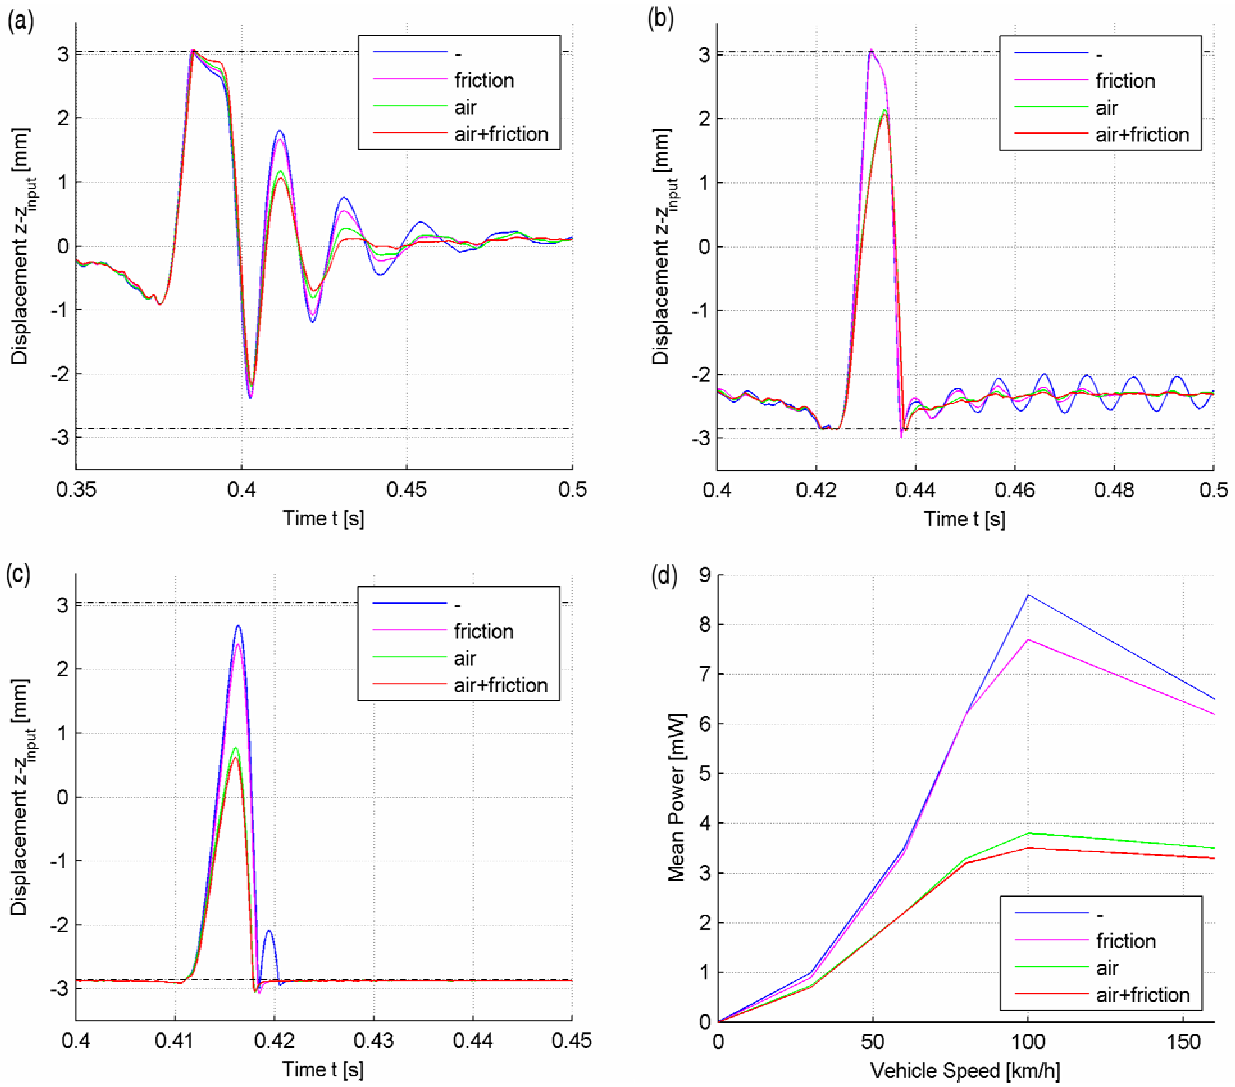 (a)
3
2
1
0
-1
-2
-3
0.35
0.4
0.45
0.5
Time t [s]
Displacement z-z_input [mm]
-
friction
air
air+friction
(b)
3
2
1
0
-1
-2
-3
0.4
0.42
0.44
0.46
0.48
0.5
Time t [s]
Displacement z-z_input [mm]
-
friction
air
air+friction
(c)
3
2
1
0
-1
-2
-3
0.4
0.41
0.42
0.43
0.44
0.45
Time t [s]
Displacement z-z_input [mm]
-
friction
air
air+friction
(d)
9
8
7
6
5
4
3
2
1
0
0
50
100
150
Vehicle Speed [km/h]
Mean Power [mW]
-
friction
air
air+friction